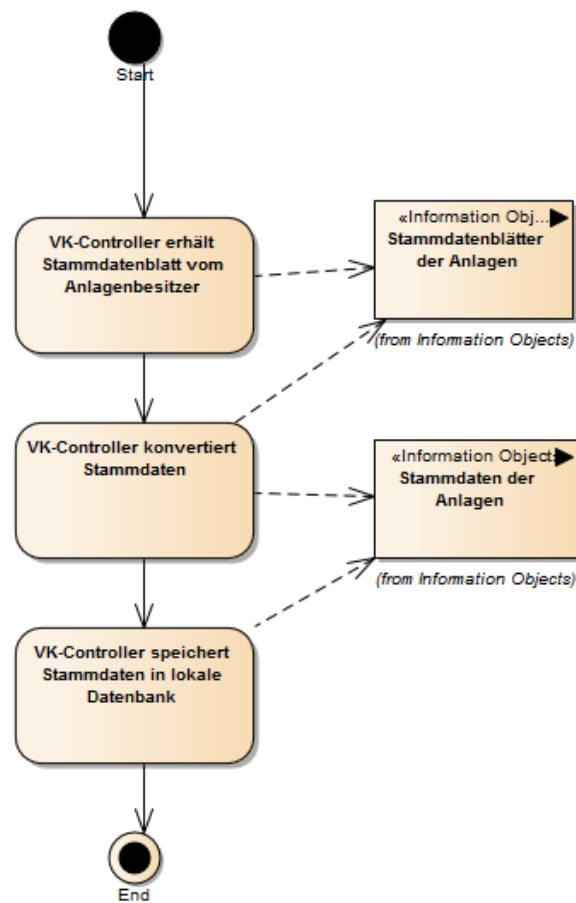 Start
VK-Controller erhält
Stammdatenblatt vom
Anlagenbesitzer
«Information Obj...
Stammdatenblätter
der Anlagen
(from Information Objects)
VK-Controller konvertiert
Stammdaten
«Information Object:
Stammdaten der
Anlagen
(from Information Objects)
VK-Controller speichert
Stammdaten in lokale
Datenbank
End